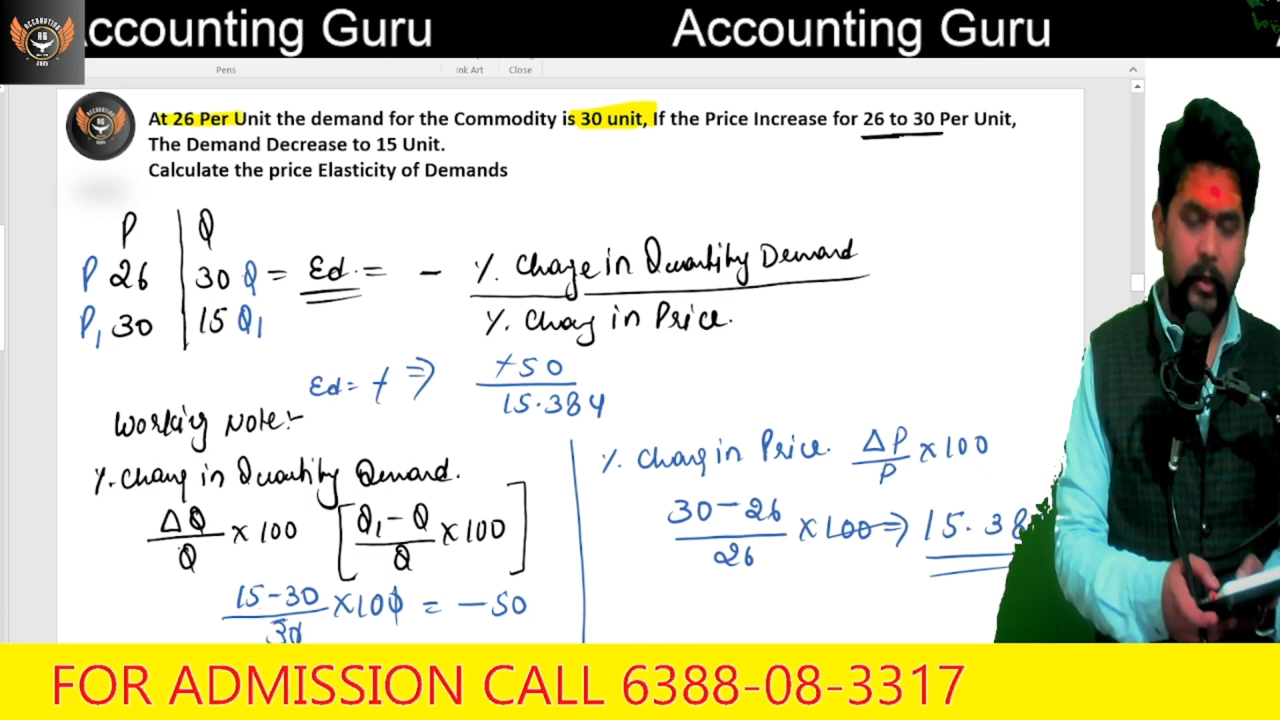 ccounting Guru
Accounting Guru
Pens
Ink Art
Close
At 26 Per Unit the demand for the Commodity is 30 unit, If the Price Increase for 26 to 30 Per Unit,
The Demand Decrease to 15 Unit.
Calculate the price Elasticity of Demands
P | Q
P 26 | 30 Q = Ed = - % Change in Quantity Demand
P1 30 | 15 Q1 % Chang in Price.
Ed = + ⇒ +50
15.384
Working Note:-
% Chang in Quantity Demand.
% Chang in Price. ΔP/P × 100
ΔQ/Q × 100 [Q1 - Q/Q × 100]
30 - 26/26 × 100 ⇒ 15.38
15 - 30/30 × 100 = - 50
FOR ADMISSION CALL 6388-08-3317